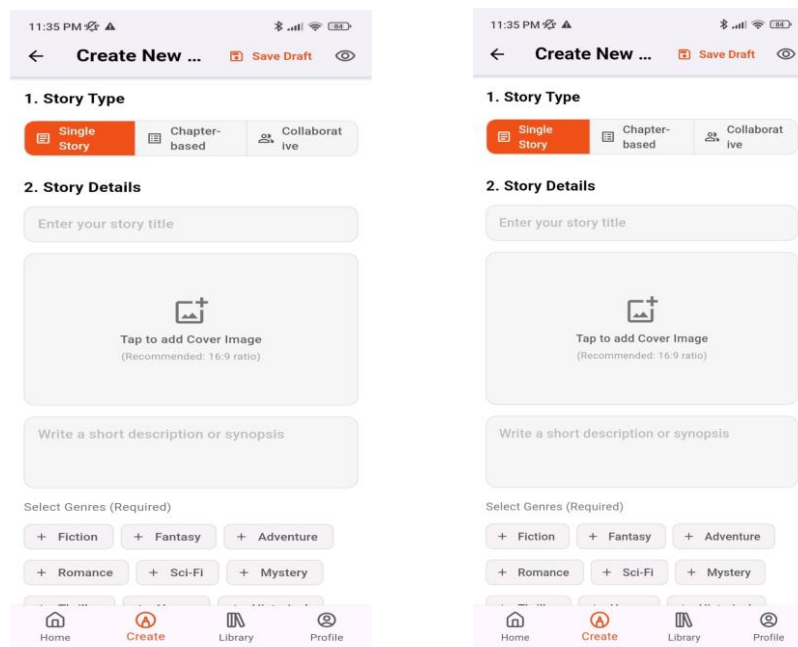 11:35 PM
84
Create New ...
Save Draft
1. Story Type
Single Story
Chapter-based
Collaborative
2. Story Details
Enter your story title
Tap to add Cover Image
(Recommended: 16:9 ratio)
Write a short description or synopsis
Select Genres (Required)
+ Fiction
+ Fantasy
+ Adventure
+ Romance
+ Sci-Fi
+ Mystery
Home
Create
Library
Profile
11:35 PM
84
Create New ...
Save Draft
1. Story Type
Single Story
Chapter-based
Collaborative
2. Story Details
Enter your story title
Tap to add Cover Image
(Recommended: 16:9 ratio)
Write a short description or synopsis
Select Genres (Required)
+ Fiction
+ Fantasy
+ Adventure
+ Romance
+ Sci-Fi
+ Mystery
Home
Create
Library
Profile